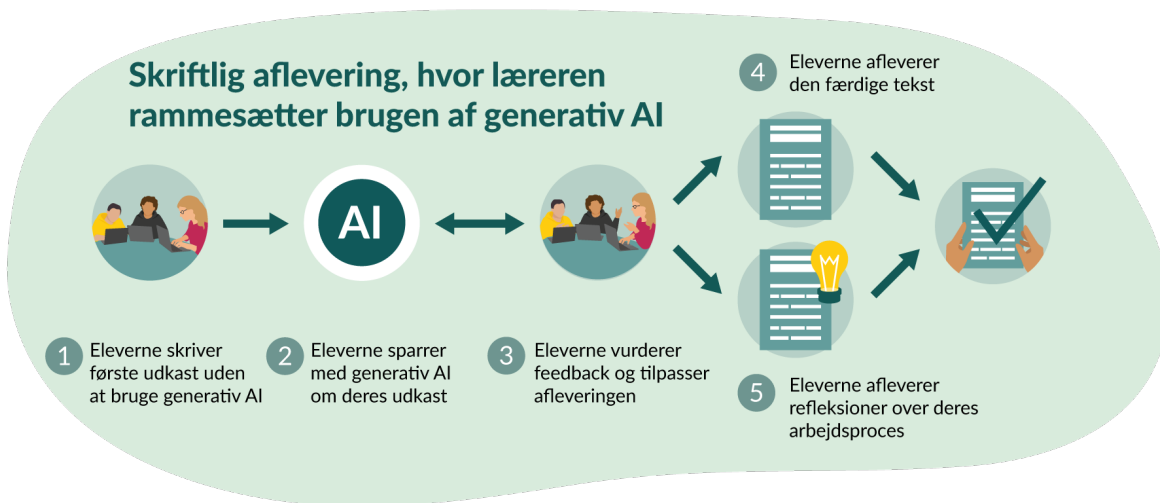 Skriftlig aflevering, hvor læreren
rammesætter brugen af generativ AI
AI
1
Eleverne skriver
første udkast uden
at bruge generativ AI
2
Eleverne sparrer
med generativ AI
om deres udkast
3
Eleverne vurderer
feedback og tilpasser
afleveringen
4
Eleverne afleverer
den færdige tekst
5
Eleverne afleverer
refleksioner over deres
arbejdsproces